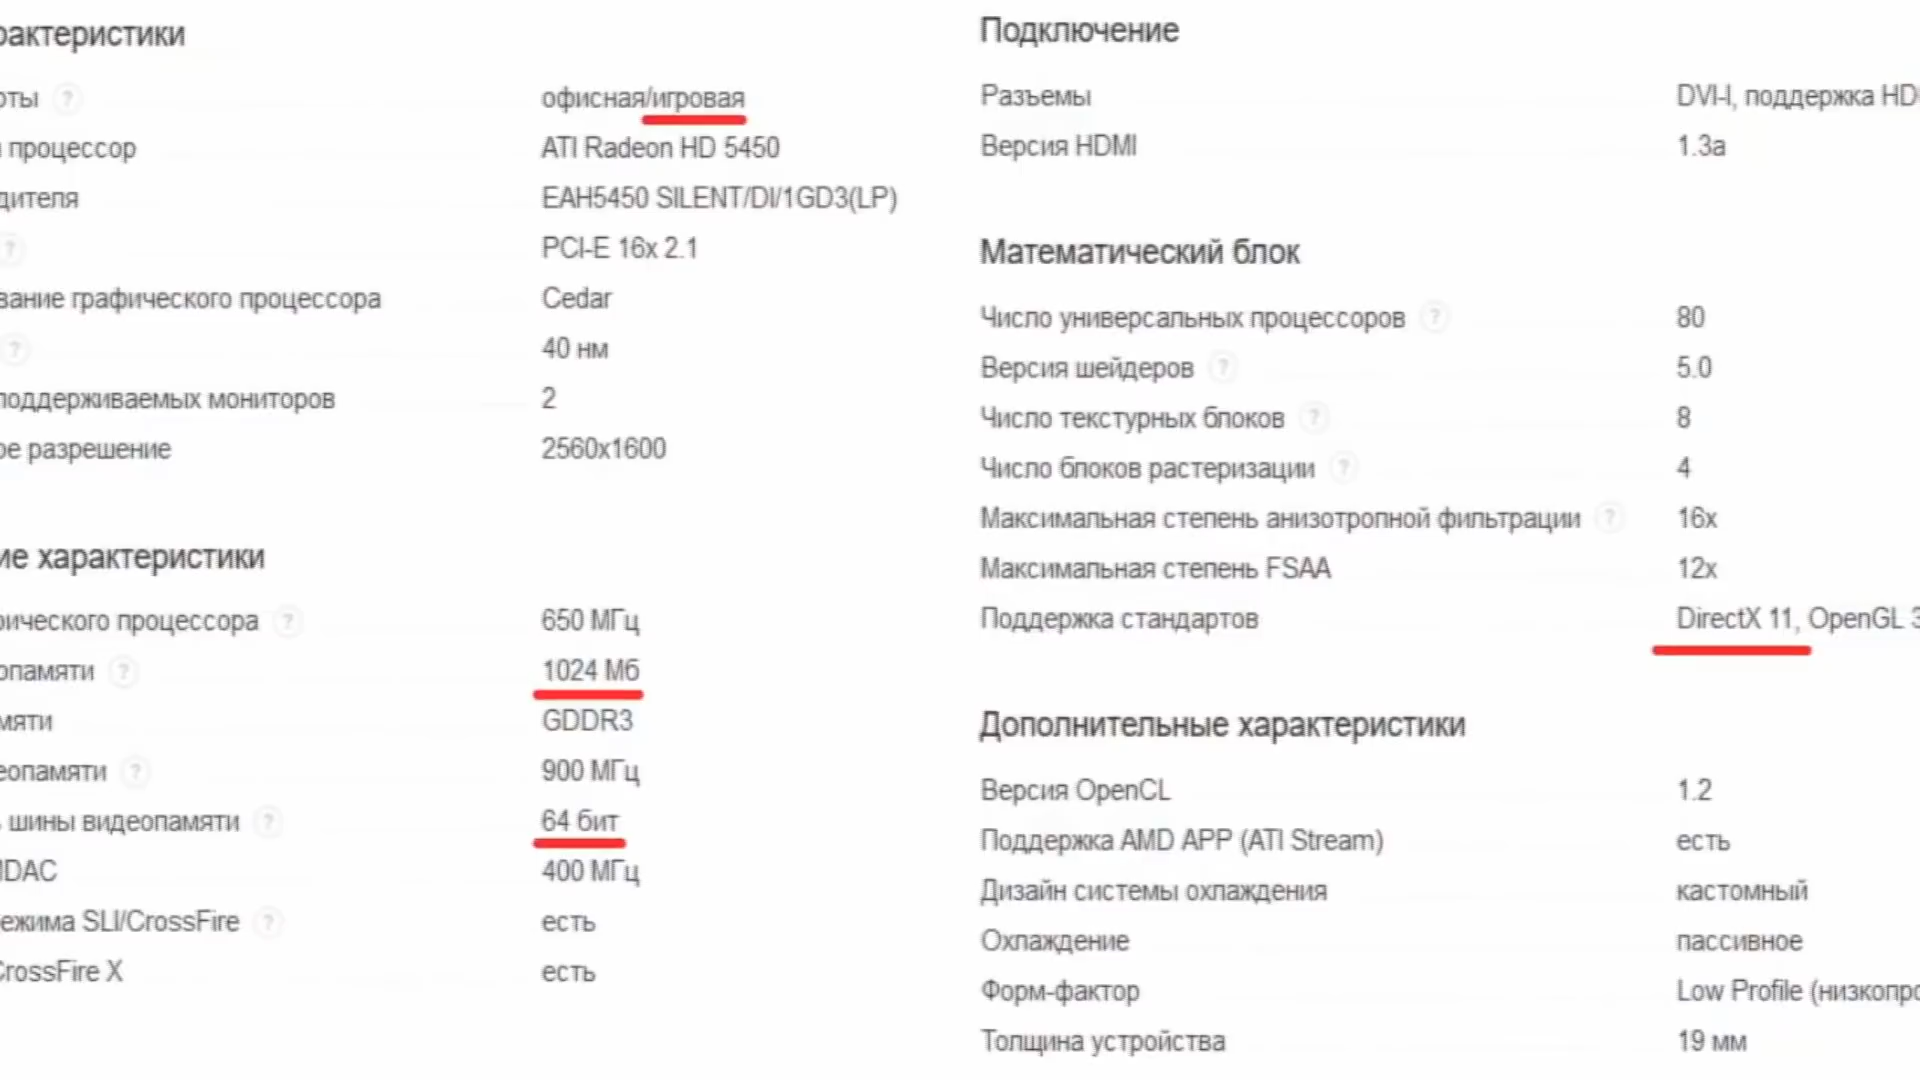 рактеристики
оты ? офисная/игровая
процессор ATI Radeon HD 5450
дителя EAH5450 SILENT/DI/1GD3(LP)
? PCI-E 16x 2.1
вание графического процессора Cedar
? 40 нм
поддерживаемых мониторов 2
ое разрешение 2560x1600
ие характеристики
рического процессора ? 650 МГц
опамяти ? 1024 Мб
мяти GDDR3
еопамяти ? 900 МГц
шины видеопамяти ? 64 бит
MDAC 400 МГц
ежима SLI/CrossFire ? есть
CrossFire X есть
Подключение
Разъемы DVI-I, поддержка HD
Версия HDMI 1.3a
Математический блок
Число универсальных процессоров ? 80
Версия шейдеров ? 5.0
Число текстурных блоков ? 8
Число блоков растеризации ? 4
Максимальная степень анизотропной фильтрации ? 16x
Максимальная степень FSAA 12x
Поддержка стандартов DirectX 11, OpenGL 3
Дополнительные характеристики
Версия OpenCL 1.2
Поддержка AMD APP (ATI Stream) есть
Дизайн системы охлаждения кастомный
Охлаждение пассивное
Форм-фактор Low Profile (низкопро
Толщина устройства 19 мм